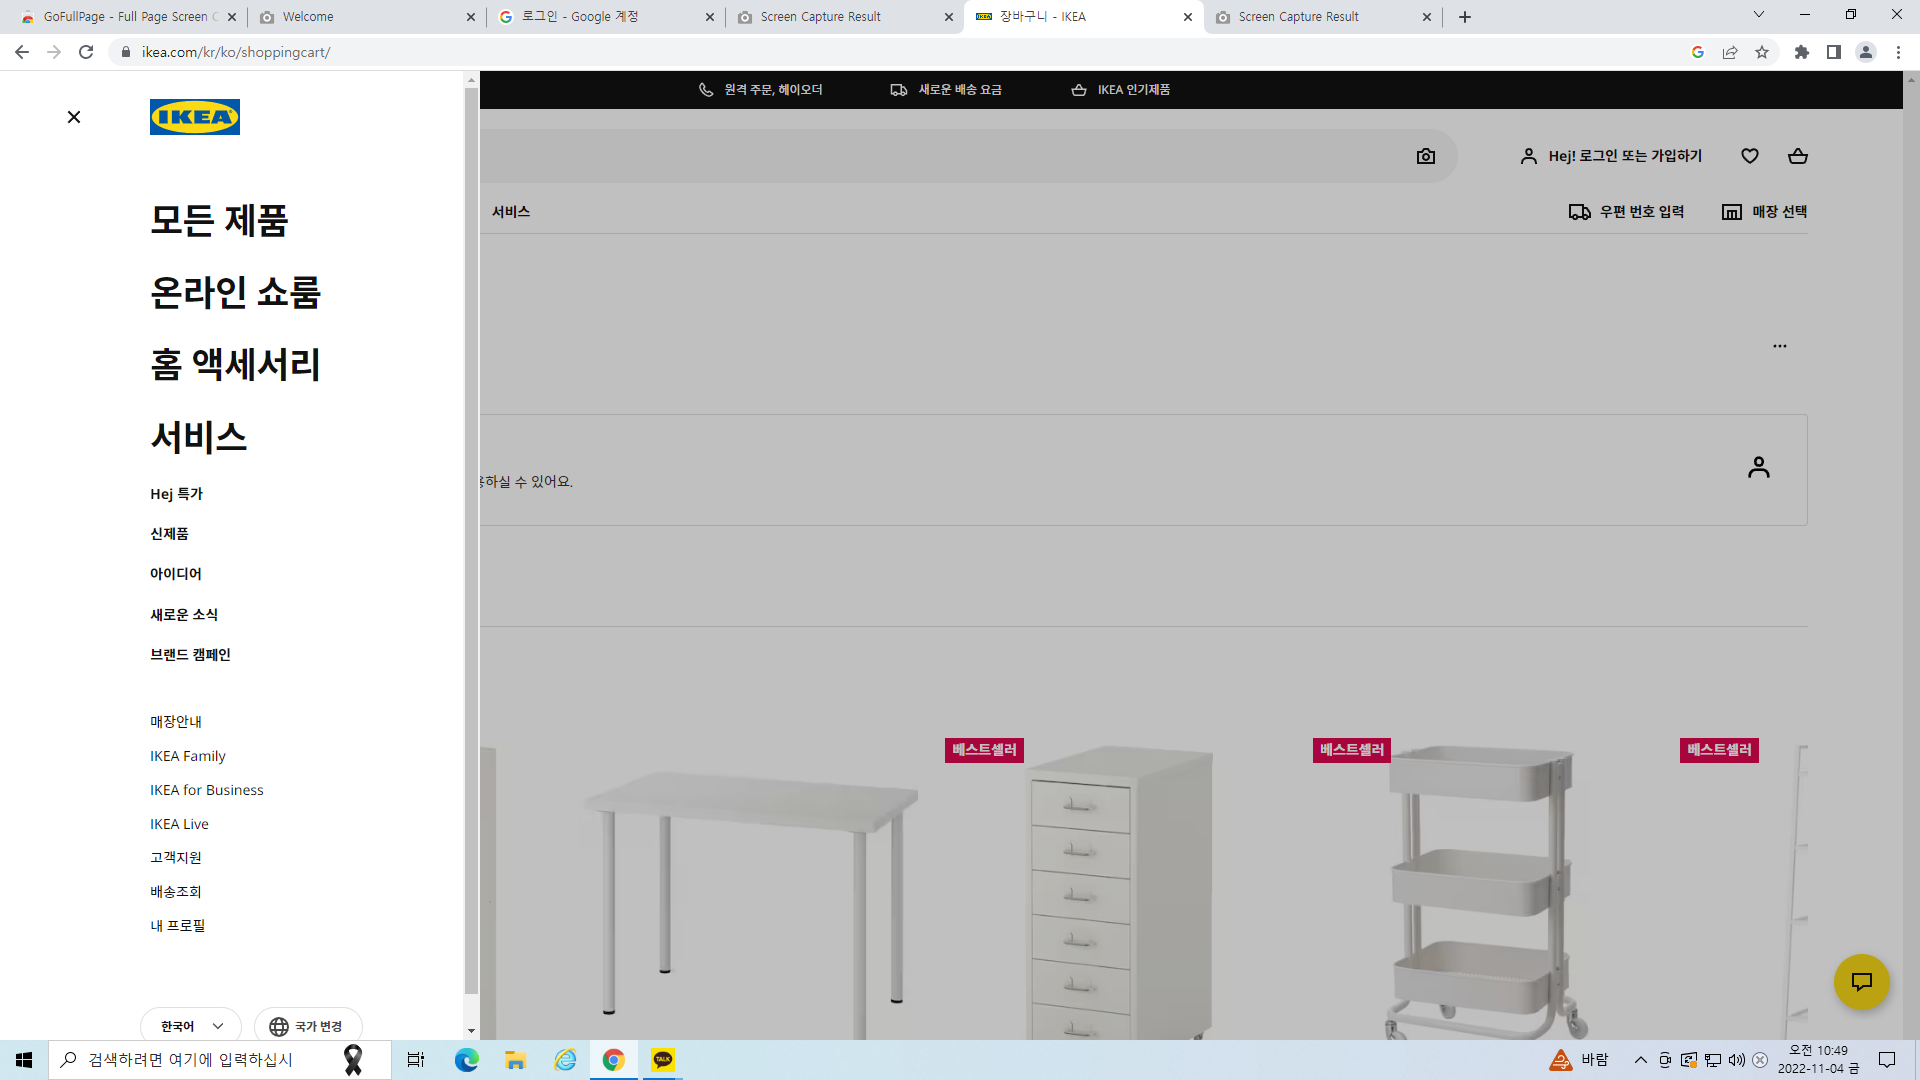 GoFullPage - Full Page Screen
Welcome
로그인 - Google 계정
Screen Capture Result
장바구니 - IKEA
Screen Capture Result
ikea.com/kr/ko/shoppingcart/
원격 주문, 헤이오더
새로운 배송 요금
IKEA 인기제품
IKEA
Hej! 로그인 또는 가입하기
서비스
우편 번호 입력
매장 선택
모든 제품
온라인 쇼룸
홈 액세서리
서비스
Hej 특가
신제품
아이디어
새로운 소식
브랜드 캠페인
하실 수 있어요.
매장안내
IKEA Family
IKEA for Business
IKEA Live
고객지원
배송조회
내 프로필
베스트셀러
베스트셀러
베스트셀러
한국어
국가 변경
검색하려면 여기에 입력하십시
TALK
바람
오전 10:49
2022-11-04 금